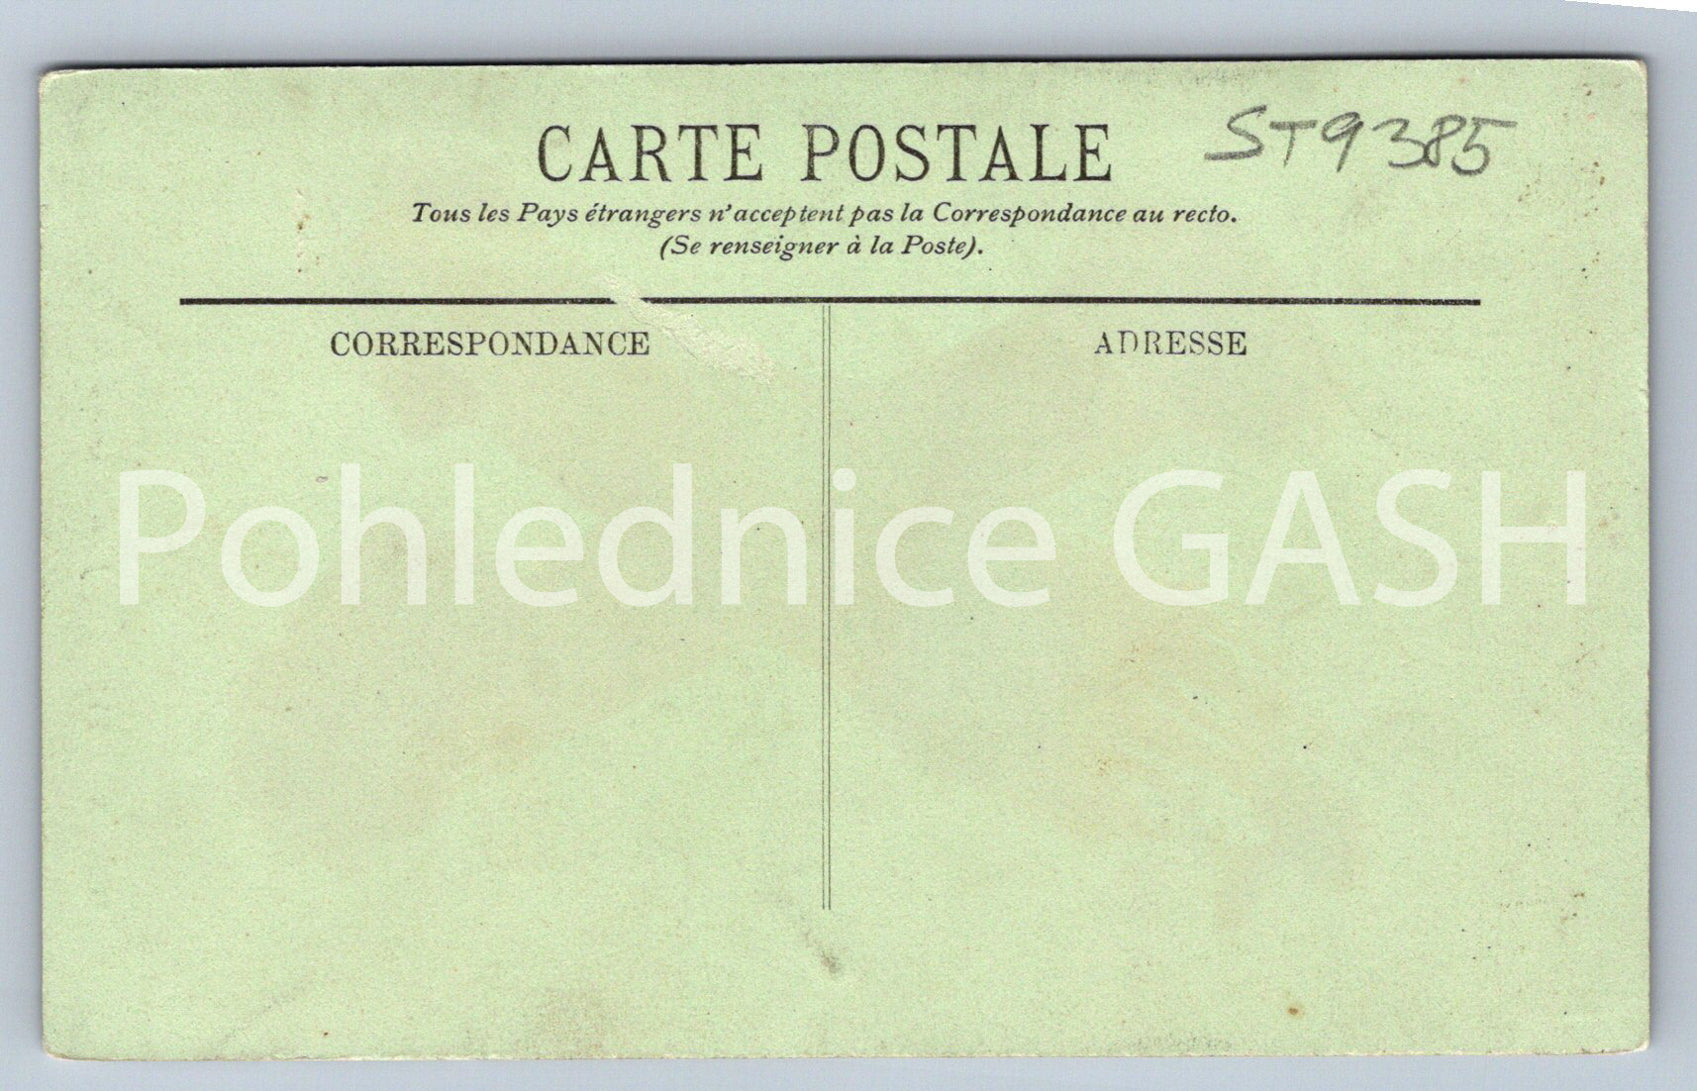 CARTE POSTALE
ST9385
Tous les Pays étrangers n'acceptent pas la Correspondance au recto.
(Se renseigner à la Poste).
CORRESPONDANCE
ADRESSE
Pohlednice GASH